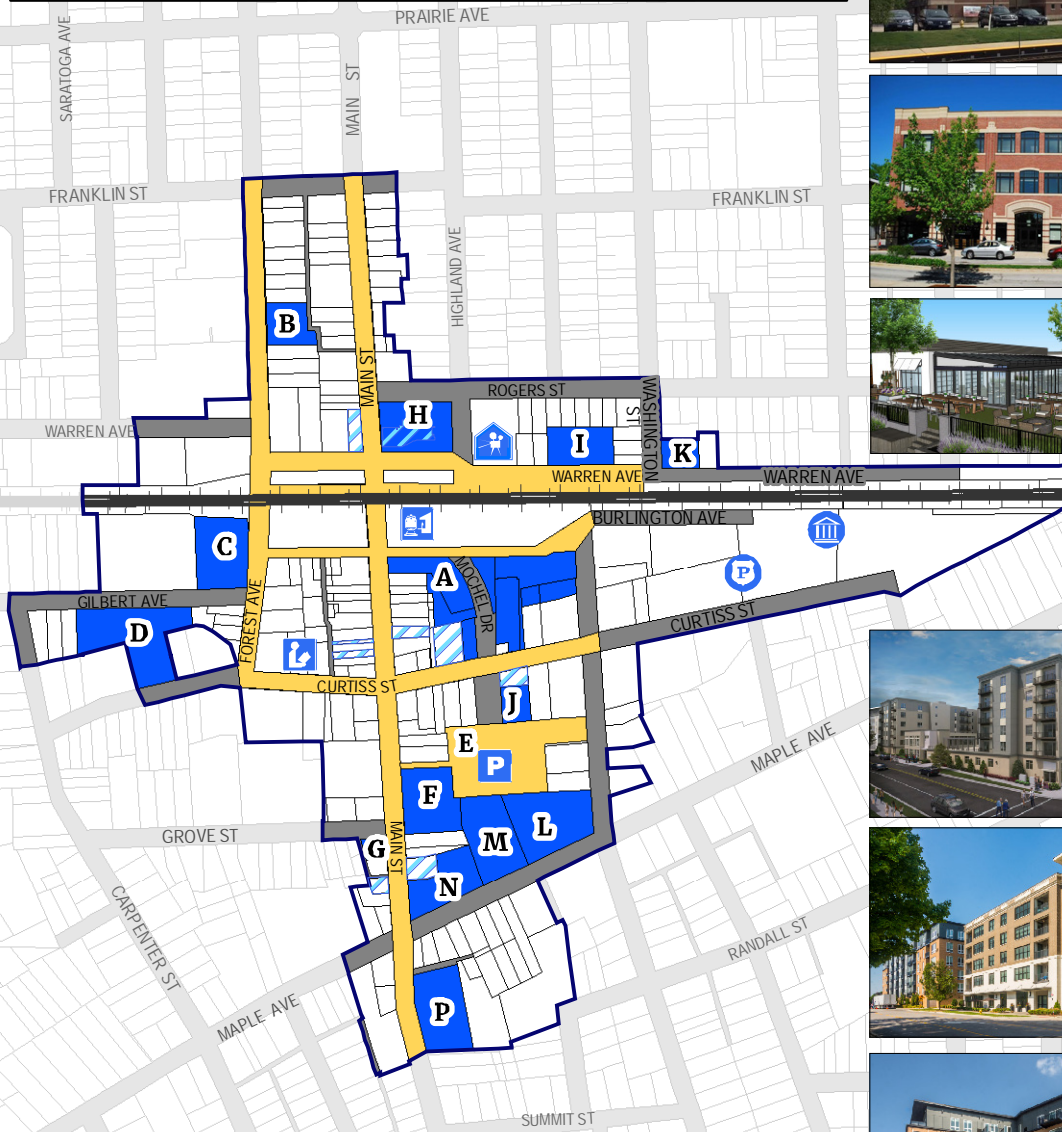 PRAIRIE AVE
SARATOGA AVE
MAIN ST
FRANKLIN ST
FRANKLIN ST
HIGHLAND AVE
B
MAIN ST
ROGERS ST
WASHINGTON ST
H
I
K
WARREN AVE
WARREN AVE
WARREN AVE
BURLINGTON AVE
C
A
MOCHEL DR
P
GILBERT AVE
FOREST AVE
D
CURTISS ST
CURTISS ST
J
E
P
MAPLE AVE
F
L
M
GROVE ST
G
MAIN ST
N
CARPENTER ST
RANDALL ST
MAPLE AVE
P
SUMMIT ST